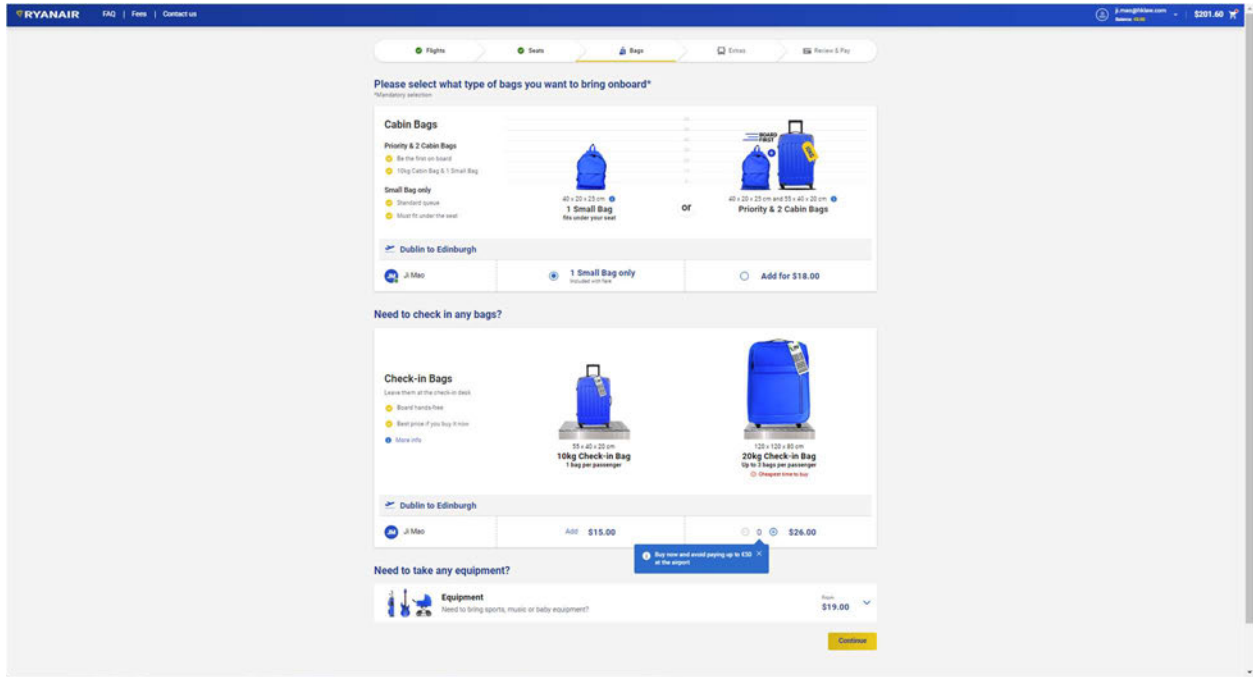 RYANAIR
FAQ | Fees | Contact us
ji.mao@hklaw.com
$201.60
Flights
Seats
Bags
Extras
Review & Pay
Please select what type of bags you want to bring onboard*
*Mandatory selection
Cabin Bags
Priority & 2 Cabin Bags
Be the first on board
10kg Cabin Bag & 1 Small Bag
Small Bag only
Standard queue
Must fit under the seat
40 x 20 x 25 cm
1 Small Bag
fits under your seat
or
BOARD
FIRST
40 x 20 x 25 cm and 55 x 40 x 20 cm
Priority & 2 Cabin Bags
Dublin to Edinburgh
JM
Ji Mao
1 Small Bag only
Included with fare
Add for $18.00
Need to check in any bags?
Check-in Bags
Leave them at the check-in desk
Board hands-free
Best price if you buy it now
More info
55 x 40 x 20 cm
10kg Check-in Bag
1 bag per passenger
120 x 120 x 80 cm
20kg Check-in Bag
Up to 3 bags per passenger
Cheapest time to buy
Dublin to Edinburgh
JM
Ji Mao
Add $15.00
0
$26.00
Buy now and avoid paying up to €50
at the airport
Need to take any equipment?
Equipment
Need to bring sports, music or baby equipment?
From
$19.00
Continue